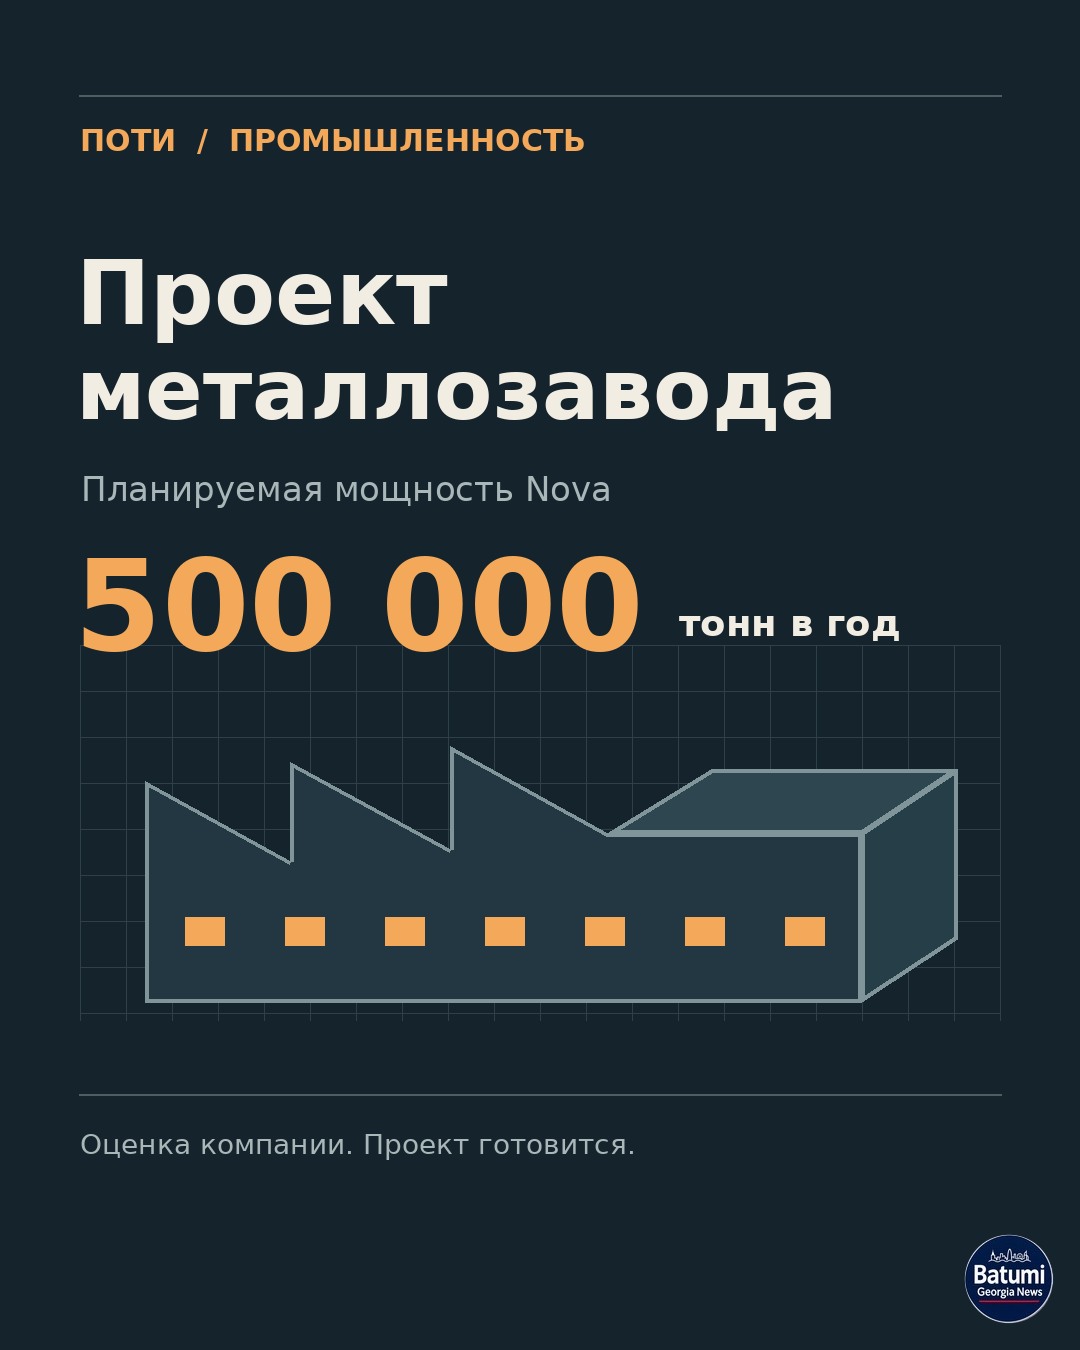 ПОТИ / ПРОМЫШЛЕННОСТЬ
Проект
металлозавода
Планируемая мощность Nova
500 000 тонн в год
Оценка компании. Проект готовится.
Batumi
Georgia News